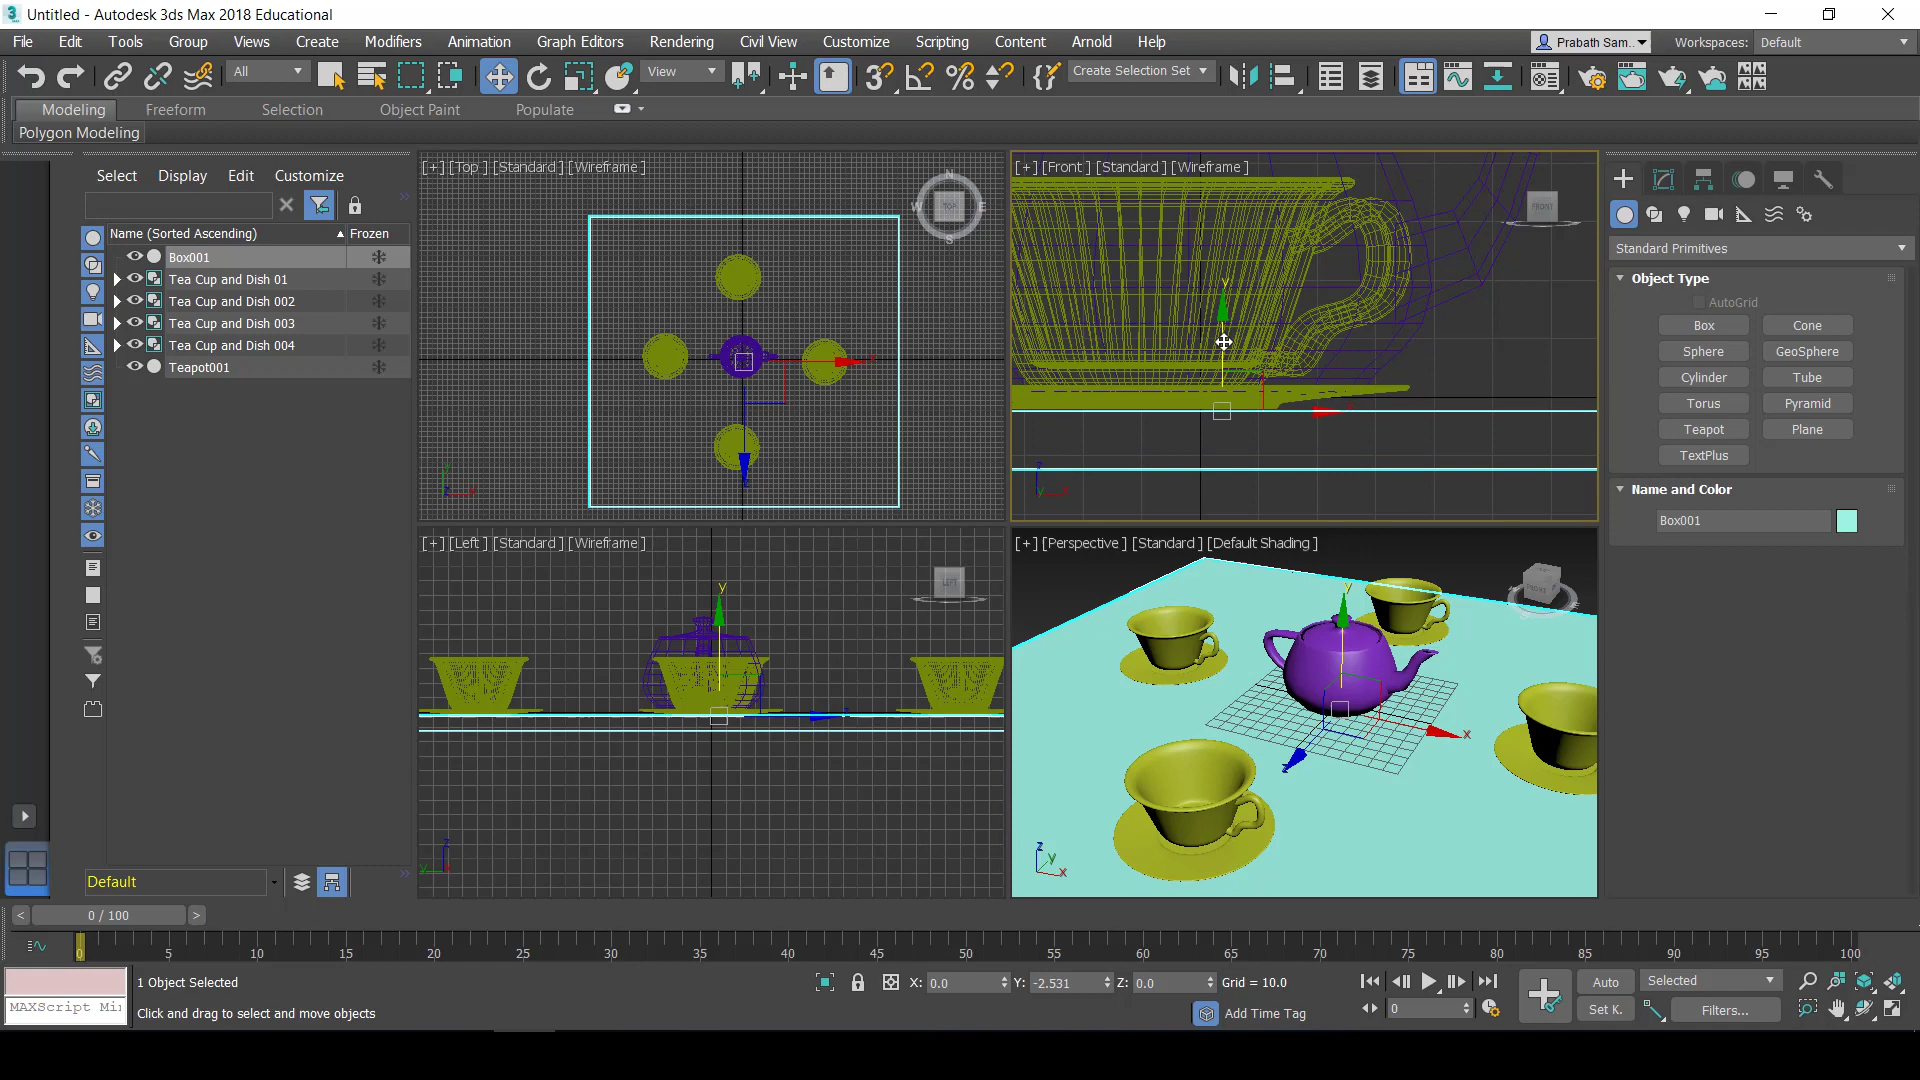 Untitled - Autodesk 3ds Max 2018 Educational
File Edit Tools Group Views Create Modifiers Animation Graph Editors Rendering Civil View Customize Scripting Content Arnold Help
Prabath Sam.. Workspaces: Default
All View Create Selection Set
Modeling Freeform Selection Object Paint Populate
Polygon Modeling
Select Display Edit Customize
Name (Sorted Ascending) Frozen
Box001
Tea Cup and Dish 01
Tea Cup and Dish 002
Tea Cup and Dish 003
Tea Cup and Dish 004
Teapot001
Default
[+] [Top ] [Standard ] [Wireframe ]
N
W TOP E
S
[+] [Front ] [Standard ] [Wireframe ]
FRONT
[+] [Left ] [Standard ] [Wireframe ]
LEFT
[+] [Perspective ] [Standard ] [Default Shading ]
FRONT
Standard Primitives
Object Type
AutoGrid
Box Cone
Sphere GeoSphere
Cylinder Tube
Torus Pyramid
Teapot Plane
TextPlus
Name and Color
Box001
< 0 / 100 >
0 5 10 15 20 25 30 35 40 45 50 55 60 65 70 75 80 85 90 95 100
1 Object Selected X: 0.0 Y: -2.531 Z: 0.0 Grid = 10.0 Auto Selected
MAXScript Mi Click and drag to select and move objects Add Time Tag 0 Set K. Filters...